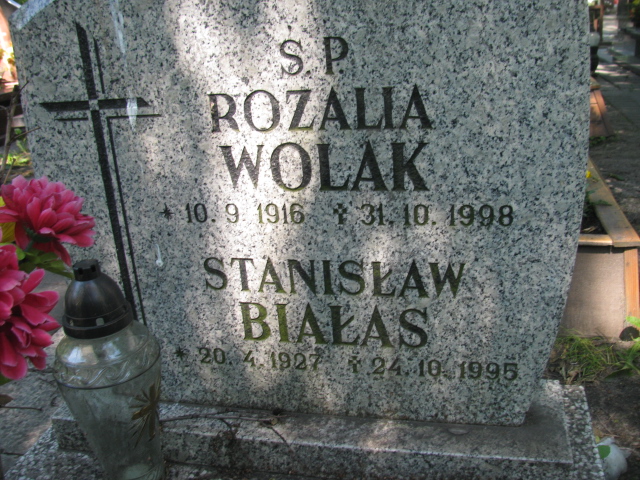 S.P.
ROZALIA
WOLAK
* 10. 9. 1916 ✝ 31. 10. 1998
STANISŁAW
BIAŁAS
* 20. 4. 1927 ✝ 24. 10. 1995